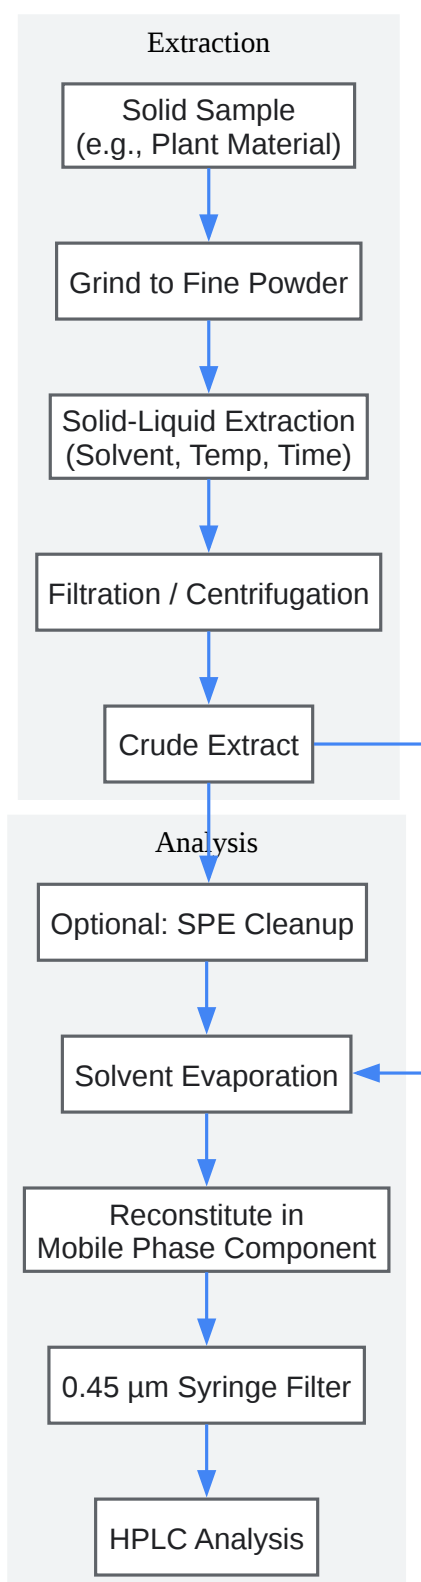 Extraction
Solid Sample
(e.g., Plant Material)
Grind to Fine Powder
Solid-Liquid Extraction
(Solvent, Temp, Time)
Filtration / Centrifugation
Crude Extract
Analysis
Optional: SPE Cleanup
Solvent Evaporation
Reconstitute in
Mobile Phase Component
0.45 µm Syringe Filter
HPLC Analysis